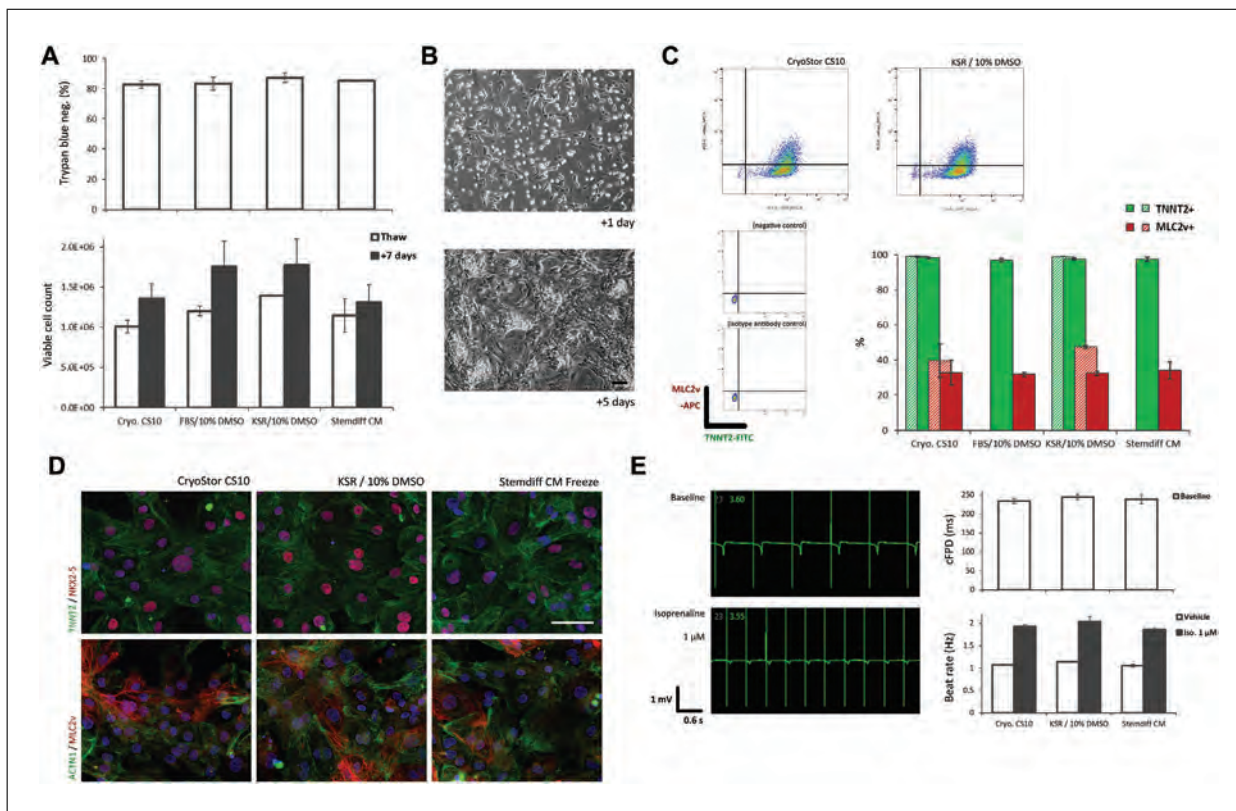 A
Trypan blue neg. (%)
100
80
60
40
20
0
Viable cell count
2.0E+06
1.5E+06
1.0E+06
5.0E+05
0.0E+00
Thaw
+7 days
Cryo. CS10
FBS/10% DMSO
KSR/10% DMSO
Stemdiff CM
B
+1 day
+5 days
C
CryoStor CS10
KSR / 10% DMSO
(negative control)
(isotype antibody control)
MLC2v
-APC
TNNT2-FITC
TNNT2+
MLC2v+
%
100
80
60
40
20
0
Cryo. CS10
FBS/10% DMSO
KSR/10% DMSO
Stemdiff CM
D
CryoStor CS10
KSR / 10% DMSO
Stemdiff CM Freeze
TNNT2 / NKX2-5
ACTN1 / MLC2v
E
Baseline
23 3.60
Isoprenaline
1 µM
23 3.55
1 mV
0.6 s
cFPD (ms)
250
200
150
100
50
0
Baseline
Beat rate (Hz)
2
1.5
1
0.5
0
Vehicle
Iso. 1 µM
Cryo. CS10
KSR / 10% DMSO
Stemdiff CM